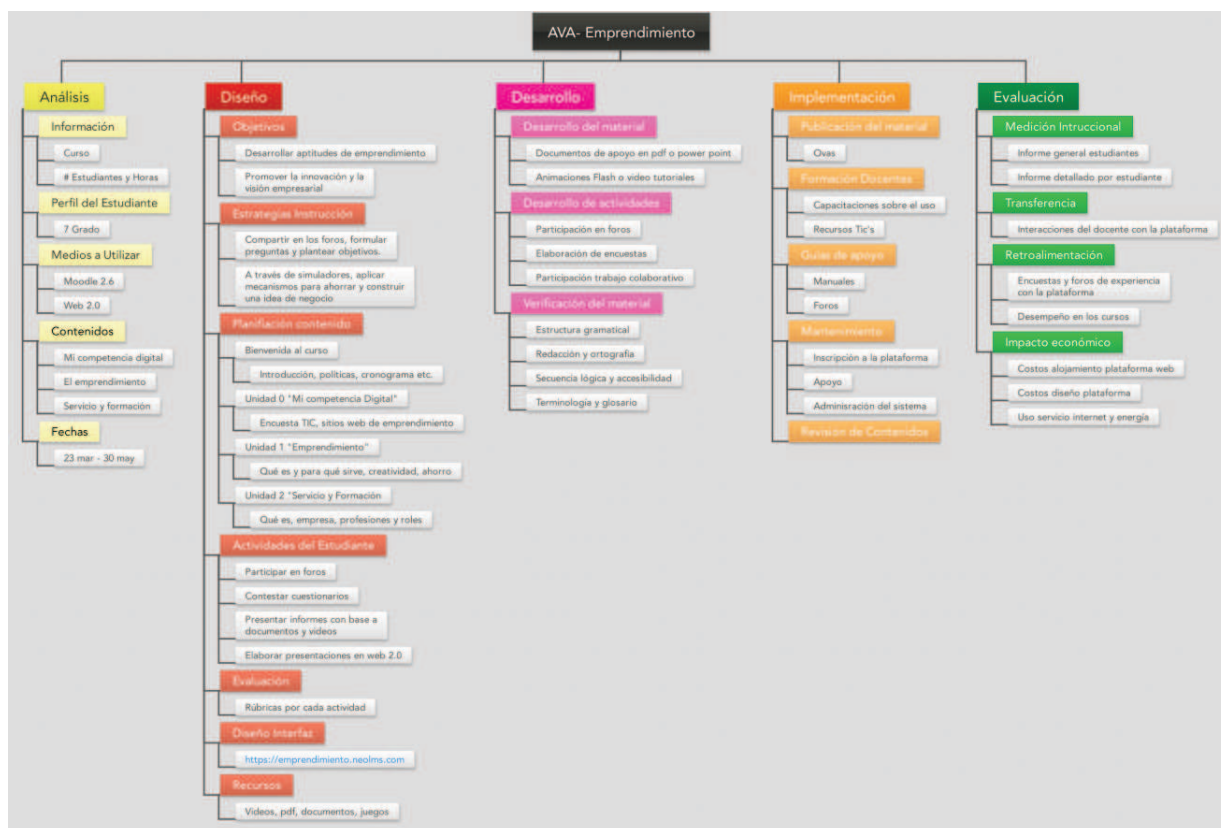 AVA- Emprendimiento
Análisis
Información
Curso
# Estudiantes y Horas
Perfil del Estudiante
7 Grado
Medios a Utilizar
Moodle 2.6
Web 2.0
Contenidos
Mi competencia digital
El emprendimiento
Servicio y formación
Fechas
23 mar - 30 may
Diseño
Objetivos
Desarrollar aptitudes de emprendimiento
Promover la innovación y la
visión empresarial
Estrategias Instrucción
Compartir en los foros, formular
preguntas y plantear objetivos.
A través de simuladores, aplicar
mecanismos para ahorrar y construir
una idea de negocio
Planifiación contenido
Bienvenida al curso
Introducción, políticas, cronograma etc.
Unidad 0 "Mi competencia Digital"
Encuesta TIC, sitios web de emprendimiento
Unidad 1 "Emprendimiento"
Qué es y para qué sirve, creatividad, ahorro
Unidad 2 "Servicio y Formación
Qué es, empresa, profesiones y roles
Actividades del Estudiante
Participar en foros
Contestar cuestionarios
Presentar informes con base a
documentos y videos
Elaborar presentaciones en web 2.0
Evaluación
Rúbricas por cada actividad
Diseño Interfaz
https://emprendimiento.neolms.com
Recursos
Videos, pdf, documentos, juegos
Desarrollo
Desarrollo del material
Documentos de apoyo en pdf o power point
Animaciones Flash o video tutoriales
Desarrollo de actividades
Participación en foros
Elaboración de encuestas
Participación trabajo colaborativo
Verificación del material
Estructura gramatical
Redacción y ortografía
Secuencia lógica y accesibilidad
Terminología y glosario
Implementación
Publicación del material
Ovas
Formación Docentes
Capacitaciones sobre el uso
Recursos Tic's
Guías de apoyo
Manuales
Foros
Mantenimiento
Inscripción a la plataforma
Apoyo
Adminisración del sistema
Revisión de Contenidos
Evaluación
Medición Intruccional
Informe general estudiantes
Informe detallado por estudiante
Transferencia
Interacciones del docente con la plataforma
Retroalimentación
Encuestas y foros de experiencia
con la plataforma
Desempeño en los cursos
Impacto económico
Costos alojamiento plataforma web
Costos diseño plataforma
Uso servicio internet y energía